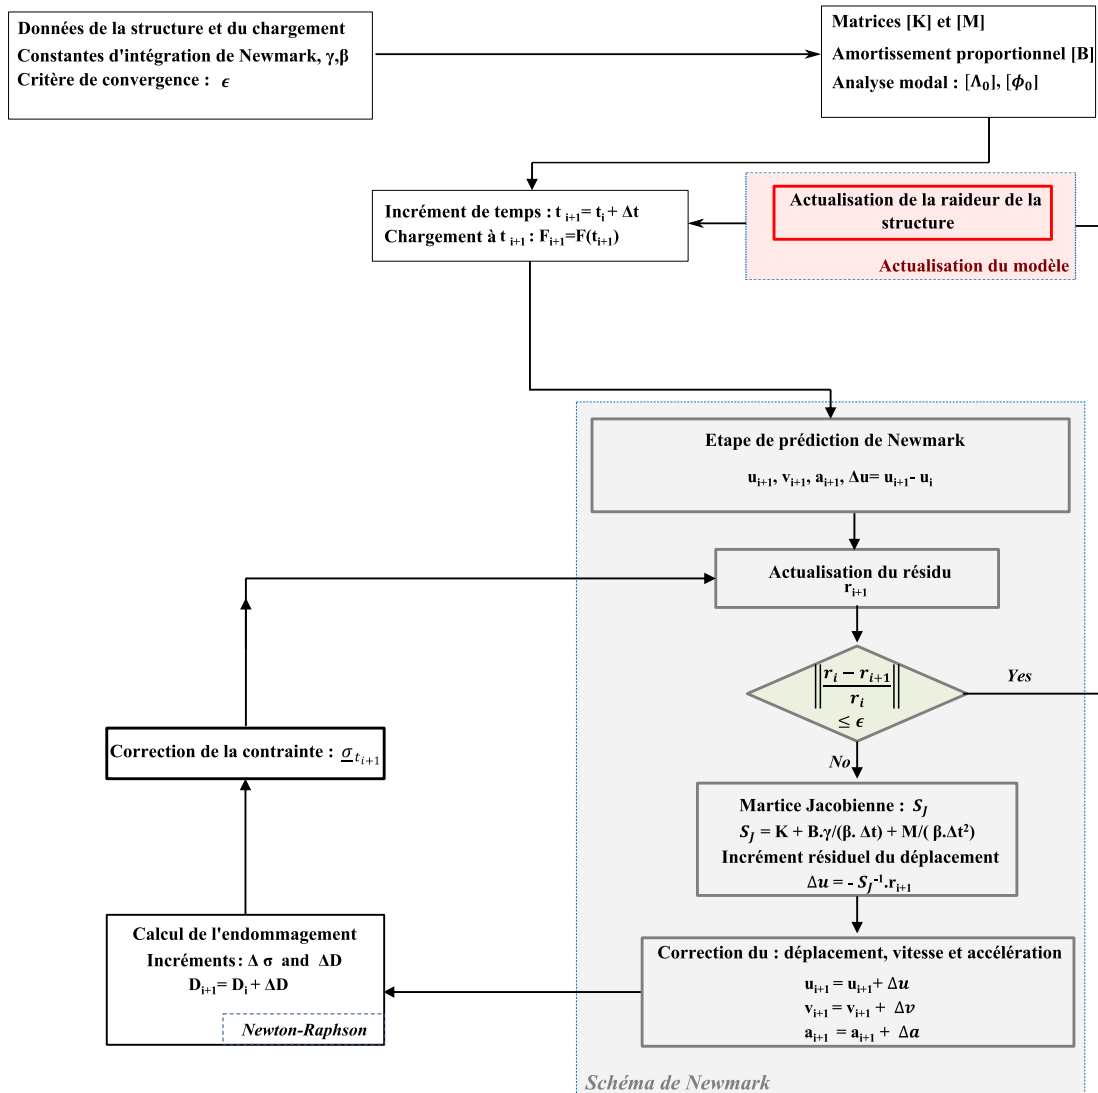 Données de la structure et du chargement
Constantes d'intégration de Newmark, γ,β
Critère de convergence : ϵ
Matrices [K] et [M]
Amortissement proportionnel [B]
Analyse modal : [Λ₀], [ϕ₀]
Incrément de temps : t i+1= ti + Δt
Chargement à t i+1 : Fi+1=F(ti+1)
Actualisation de la raideur de la
structure
Actualisation du modèle
Etape de prédiction de Newmark
ui+1, vi+1, ai+1, Δu= ui+1- ui
Actualisation du résidu
ri+1
‖(ri − ri+1)/ri‖
≤ ϵ
Yes
No
Martice Jacobienne : SJ
SJ = K + B.γ/(β. Δt) + M/( β.Δt²)
Incrément résiduel du déplacement
Δu = - SJ⁻¹.ri+1
Correction du : déplacement, vitesse et accélération
ui+1 = ui+1 + Δu
vi+1 = vi+1 + Δv
ai+1 = ai+1 + Δa
Schéma de Newmark
Correction de la contrainte : σ ti+1
Calcul de l'endommagement
Incréments : Δ σ and ΔD
Di+1= Di + ΔD
Newton-Raphson